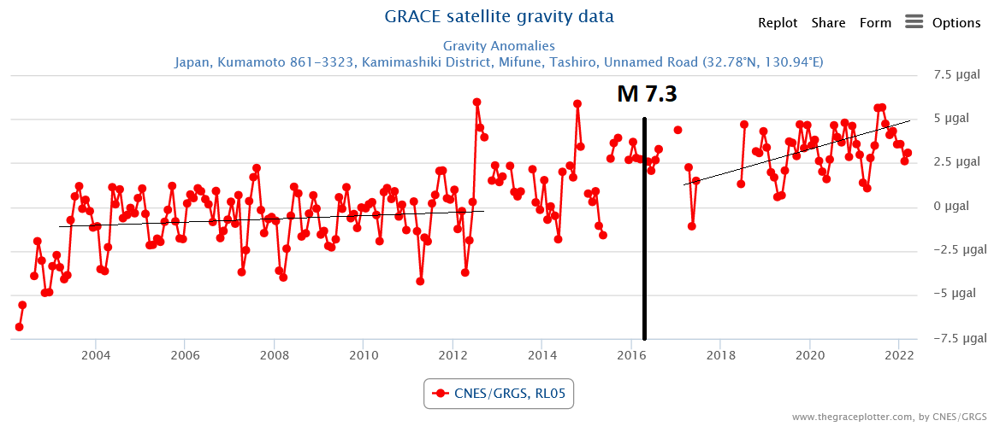 GRACE satellite gravity data
Replot Share Form Options
Gravity Anomalies
Japan, Kumamoto 861-3323, Kamimashiki District, Mifune, Tashiro, Unnamed Road (32.78°N, 130.94°E)
M 7.3
7.5 µgal
5 µgal
2.5 µgal
0 µgal
-2.5 µgal
-5 µgal
-7.5 µgal
2004 2006 2008 2010 2012 2014 2016 2018 2020 2022
CNES/GRGS, RL05
www.thegraceplotter.com, by CNES/GRGS